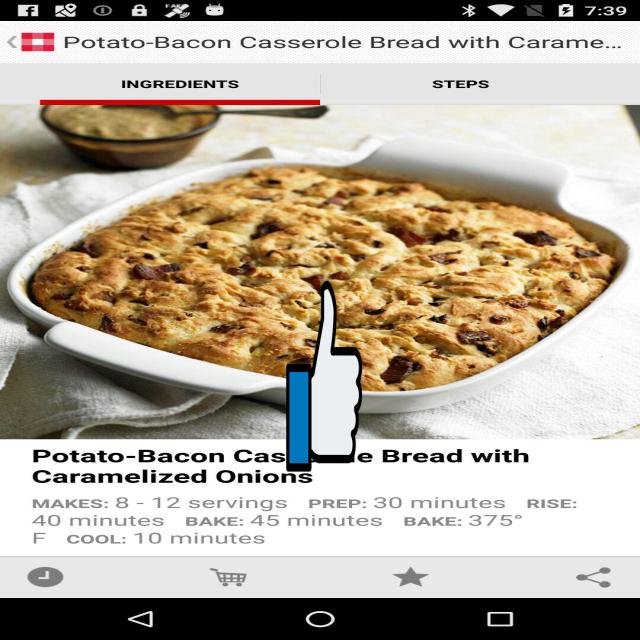 7:39
Potato-Bacon Casserole Bread with Carame...
INGREDIENTS STEPS
Potato-Bacon Cas e Bread with
Caramelized Onions
MAKES: 8 - 12 servings PREP: 30 minutes RISE:
40 minutes BAKE: 45 minutes BAKE: 375°
F COOL: 10 minutes